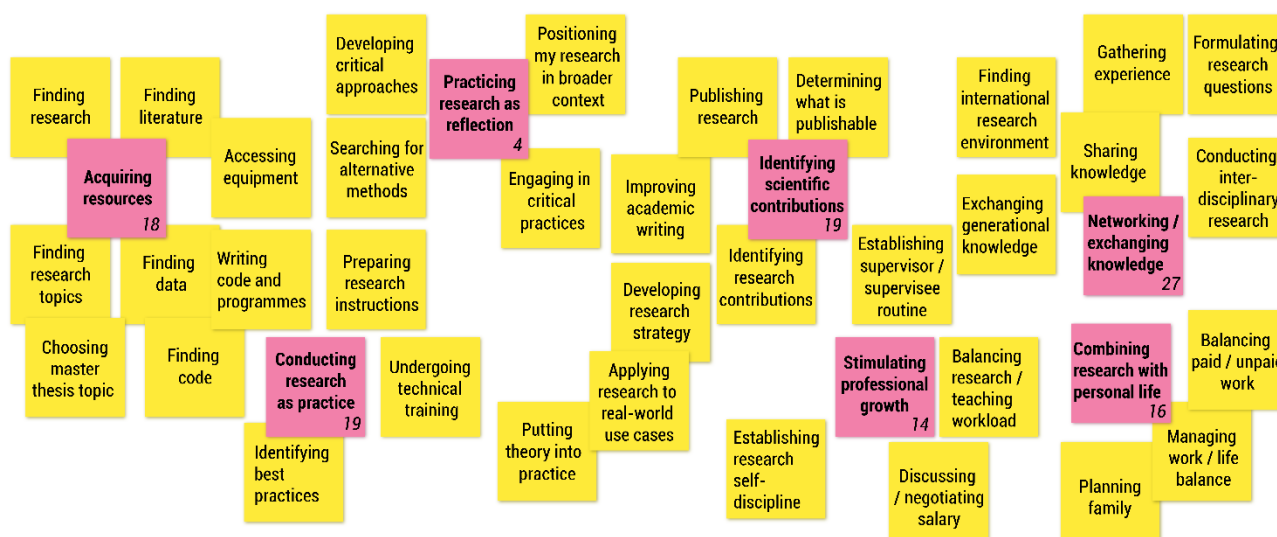 Finding
research
Finding
literature
Acquiring
resources
18
Accessing
equipment
Finding
research
topics
Finding
data
Writing
code and
programmes
Choosing
master
thesis topic
Finding
code
Developing
critical
approaches
Practicing
research as
reflection
4
Positioning
my research
in broader
context
Searching for
alternative
methods
Engaging in
critical
practices
Preparing
research
instructions
Conducting
research
as practice
19
Undergoing
technical
training
Identifying
best
practices
Publishing
research
Determining
what is
publishable
Identifying
scientific
contributions
19
Improving
academic
writing
Identifying
research
contributions
Developing
research
strategy
Applying
research to
real-world
use cases
Putting
theory into
practice
Establishing
supervisor /
supervisee
routine
Stimulating
professional
growth
14
Balancing
research /
teaching
workload
Establishing
research
self-
discipline
Discussing
/ negotiating
salary
Finding
international
research
environment
Gathering
experience
Formulating
research
questions
Sharing
knowledge
Conducting
inter-
disciplinary
research
Exchanging
generational
knowledge
Networking /
exchanging
knowledge
27
Combining
research with
personal life
16
Balancing
paid / unpaid
work
Managing
work / life
balance
Planning
family